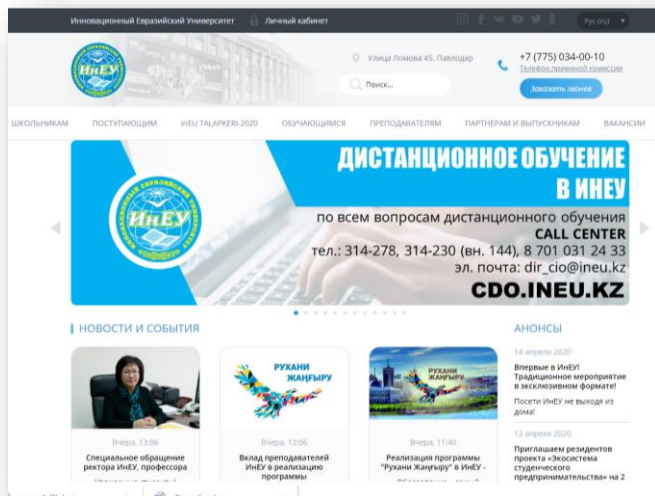 Инновационный Евразийский Университет
Личный кабинет
Рус (ru)
ИнЕУ
Улица Ломова 45, Павлодар
+7 (775) 034-00-10
Телефон приемной комиссии
Поиск...
Заказать звонок
ШКОЛЬНИКАМ ПОСТУПАЮЩИМ InEU TALAPKERI-2020 ОБУЧАЮЩИМСЯ ПРЕПОДАВАТЕЛЯМ ПАРТНЕРАМ И ВЫПУСКНИКАМ ВАКАНСИИ
ДИСТАНЦИОННОЕ ОБУЧЕНИЕ
В ИНЕУ
ИнЕУ
по всем вопросам дистанционного обучения
CALL CENTER
тел.: 314-278, 314-230 (вн. 144), 8 701 031 24 33
эл. почта: dir_cio@ineu.kz
CDO.INEU.KZ
НОВОСТИ И СОБЫТИЯ
Вчера, 13:06
Специальное обращение
ректора ИнЕУ, профессора
РУХАНИ
ЖАҢҒЫРУ
Вчера, 12:06
Вклад преподавателей
ИнЕУ в реализацию
программы
РУХАНИ
ЖАҢҒЫРУ
Вчера, 11:40
Реализация программы
"Рухани Жаңғыру" в ИнЕУ -
АНОНСЫ
14 апреля 2020
Впервые в ИнЕУ!
Традиционное мероприятие
в эксклюзивном формате!
Посети ИнЕУ не выходя из
дома!
12 апреля 2020
Приглашаем резидентов
проекта «Экосистема
студенческого
предпринимательства» на 2